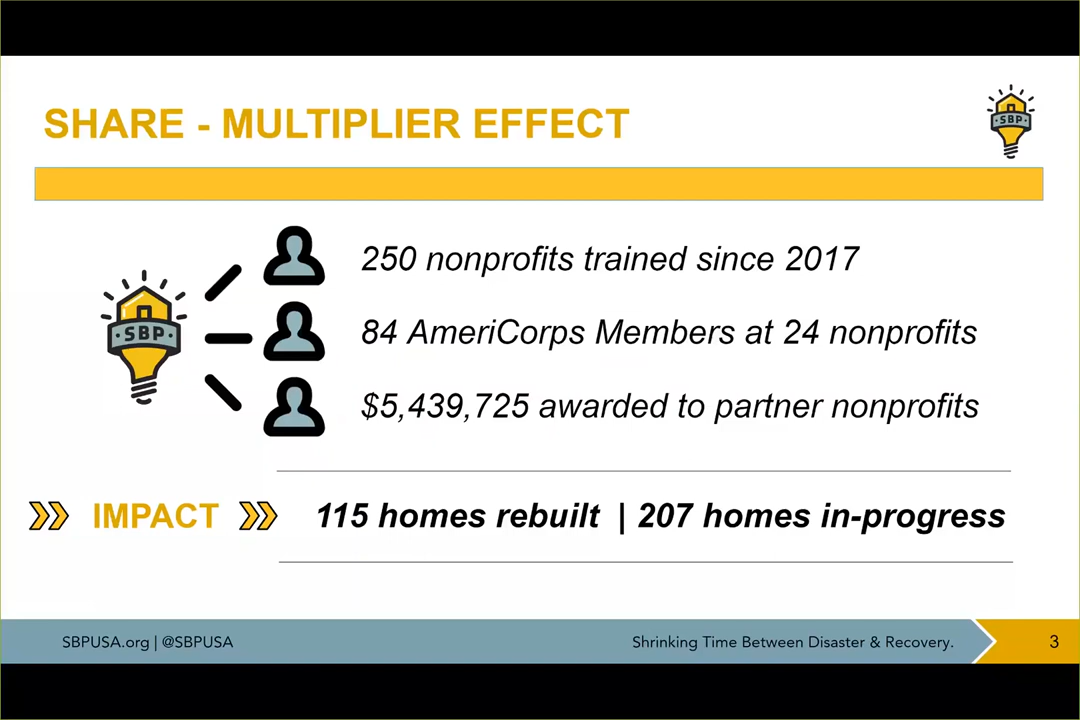 SHARE - MULTIPLIER EFFECT
SBP
250 nonprofits trained since 2017
84 AmeriCorps Members at 24 nonprofits
·SBP·
$5,439,725 awarded to partner nonprofits
IMPACT
115 homes rebuilt | 207 homes in-progress
SBPUSA.org | @SBPUSA
Shrinking Time Between Disaster & Recovery.
3